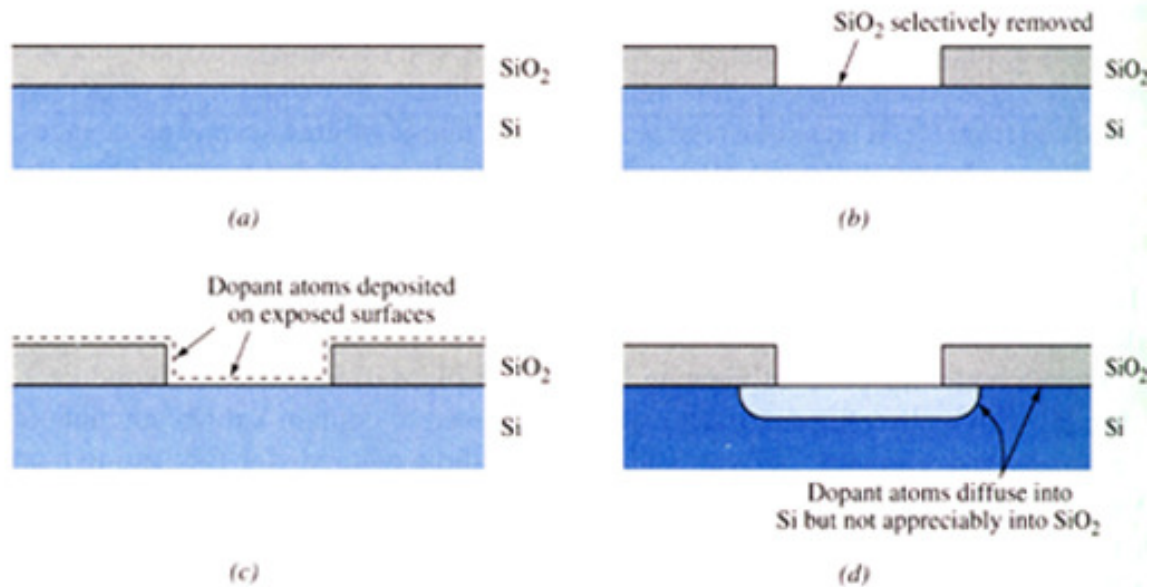 SiO₂ selectively removed
SiO₂
Si
(a)
SiO₂
Si
(b)
Dopant atoms deposited
on exposed surfaces
SiO₂
Si
(c)
SiO₂
Si
Dopant atoms diffuse into
Si but not appreciably into SiO₂
(d)